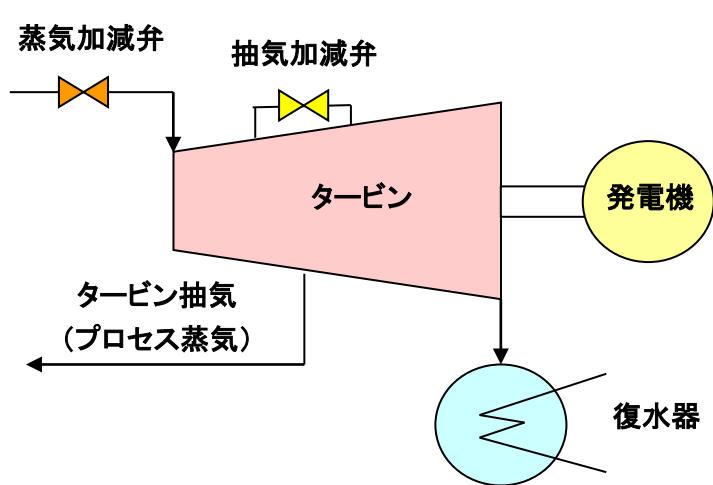 蒸気加減弁
抽気加減弁
タービン
発電機
タービン抽気
（プロセス蒸気）
復水器